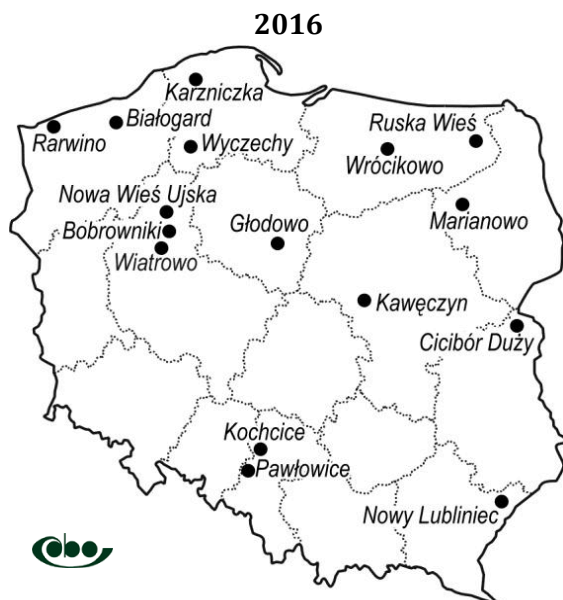 2016
Karzniczka
Białogard
Rarwino
Wyczechy
Ruska Wieś
Wrócikowo
Nowa Wieś Ujska
Bobrowniki
Wiatrowo
Głodowo
Marianowo
Kawęczyn
Cicibór Duży
Kochcice
Pawłowice
Nowy Lubliniec
obo